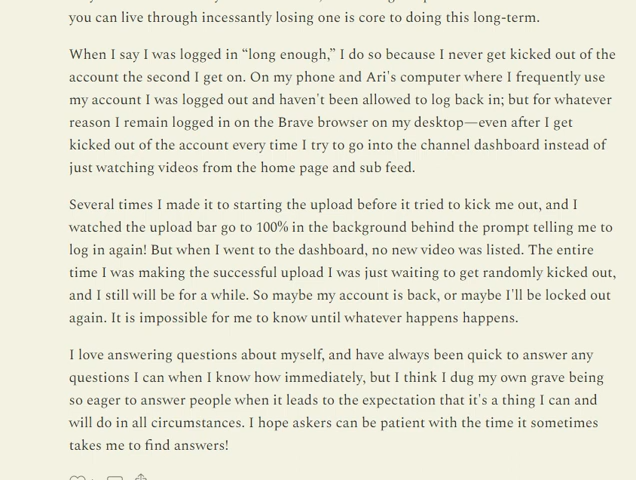 you can live through incessantly losing one is core to doing this long-term.
When I say I was logged in “long enough,” I do so because I never get kicked out of the
account the second I get on. On my phone and Ari's computer where I frequently use
my account I was logged out and haven't been allowed to log back in; but for whatever
reason I remain logged in on the Brave browser on my desktop—even after I get
kicked out of the account every time I try to go into the channel dashboard instead of
just watching videos from the home page and sub feed.
Several times I made it to starting the upload before it tried to kick me out, and I
watched the upload bar go to 100% in the background behind the prompt telling me to
log in again! But when I went to the dashboard, no new video was listed. The entire
time I was making the successful upload I was just waiting to get randomly kicked out,
and I still will be for a while. So maybe my account is back, or maybe I'll be locked out
again. It is impossible for me to know until whatever happens happens.
I love answering questions about myself, and have always been quick to answer any
questions I can when I know how immediately, but I think I dug my own grave being
so eager to answer people when it leads to the expectation that it's a thing I can and
will do in all circumstances. I hope askers can be patient with the time it sometimes
takes me to find answers!